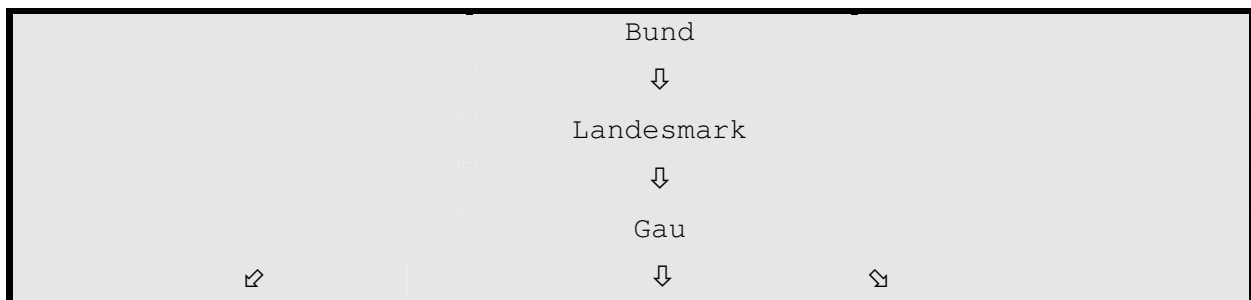 Bund
⇩
Landesmark
⇩
Gau
⬃ ⇩ ⬂